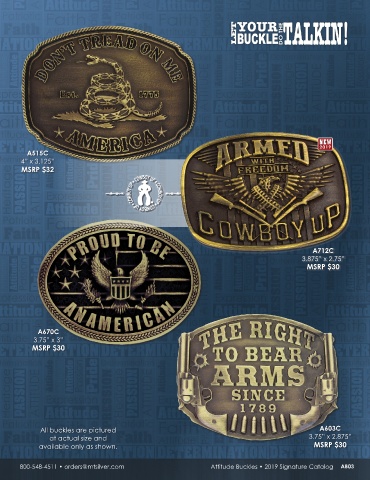 LET YOUR BUCKLE DO THE TALKIN!
DON'T TREAD ON ME
EST. 1775
AMERICA
A515C
4" x 3.125"
MSRP $32
NEW 2019
ARMED
WITH
FREEDOM
COWBOY UP
A712C
3.875" x 2.75"
MSRP $30
PROUD TO BE
AN AMERICAN
A670C
3.75" x 3"
MSRP $30
THE RIGHT
TO BEAR
ARMS
SINCE
1789
A603C
3.75" x 2.875"
MSRP $30
All buckles are pictured
at actual size and
available only as shown.
800-548-4511 • orders@mtsilver.com
Attitude Buckles • 2019 Signature Catalog A803